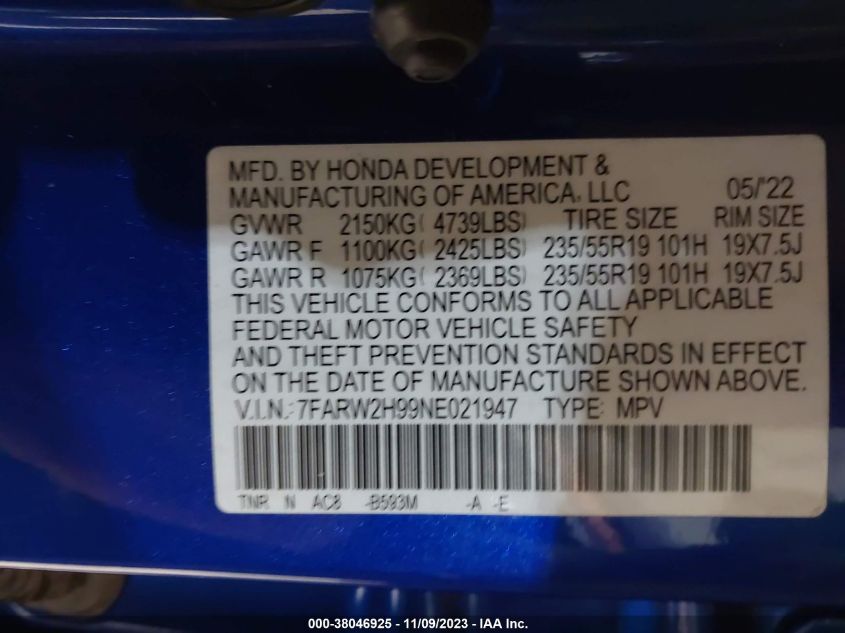 MFD. BY HONDA DEVELOPMENT &
MANUFACTURING OF AMERICA, LLC 05/'22
GVWR 2150KG( 4739LBS) TIRE SIZE RIM SIZE
GAWR F 1100KG( 2425LBS) 235/55R19 101H 19X7.5J
GAWR R 1075KG( 2369LBS) 235/55R19 101H 19X7.5J
THIS VEHICLE CONFORMS TO ALL APPLICABLE
FEDERAL MOTOR VEHICLE SAFETY
AND THEFT PREVENTION STANDARDS IN EFFECT
ON THE DATE OF MANUFACTURE SHOWN ABOVE.
V.I.N.:7FARW2H99NE021947 TYPE: MPV
TNR N AC8 -B593M -A -E
000-38046925 - 11/09/2023 - IAA Inc.